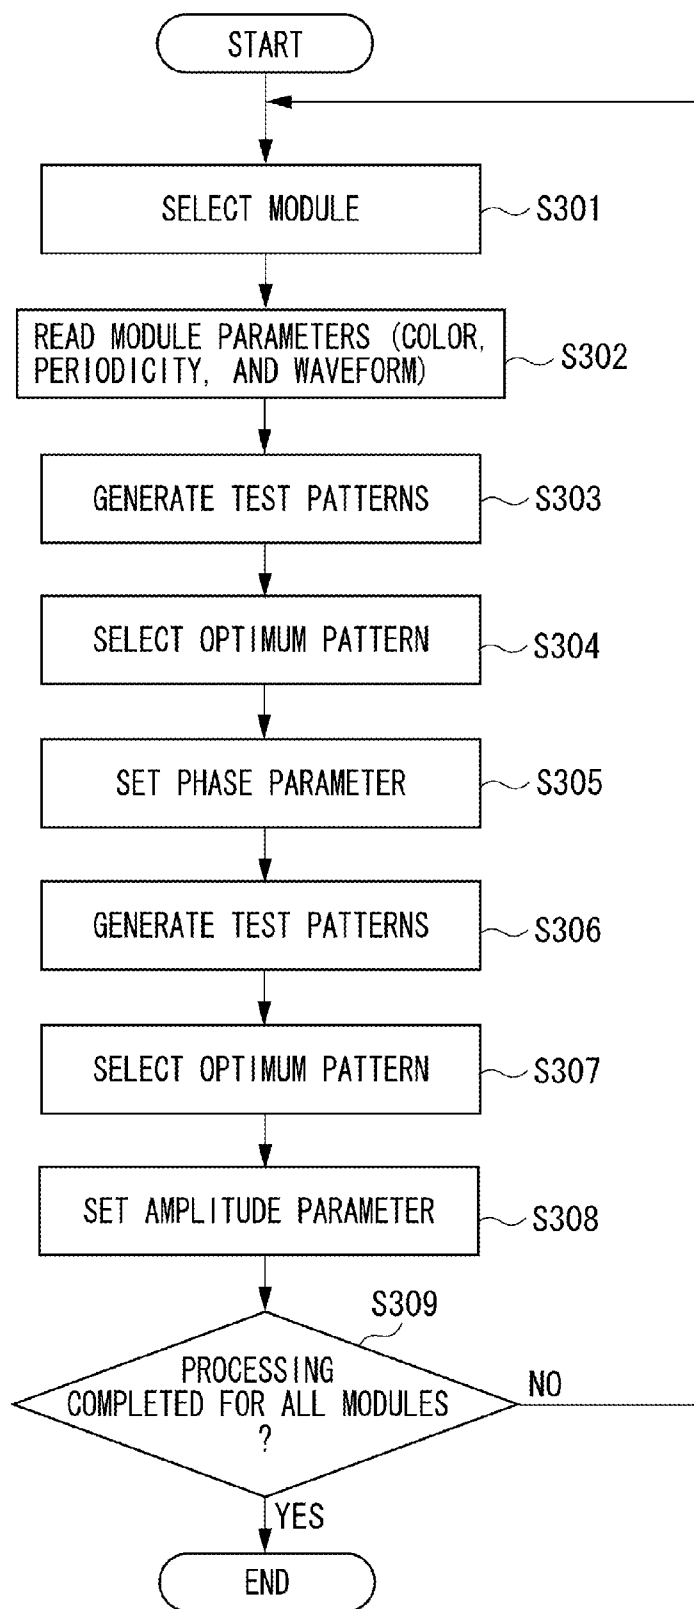 START
SELECT MODULE
S301
READ MODULE PARAMETERS (COLOR,
PERIODICITY, AND WAVEFORM)
S302
GENERATE TEST PATTERNS
S303
SELECT OPTIMUM PATTERN
S304
SET PHASE PARAMETER
S305
GENERATE TEST PATTERNS
S306
SELECT OPTIMUM PATTERN
S307
SET AMPLITUDE PARAMETER
S308
S309
PROCESSING
COMPLETED FOR ALL MODULES
?
NO
YES
END